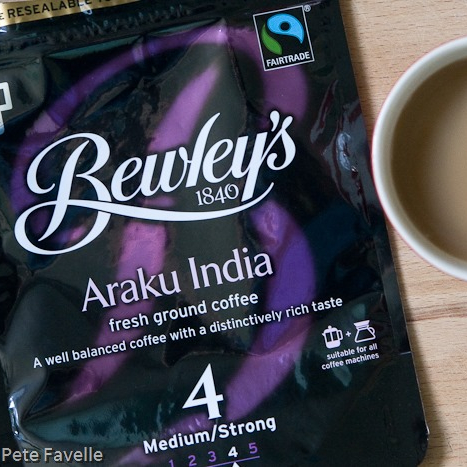 RESEALABLE
FAIRTRADE
Bewley's
1840
Araku India
fresh ground coffee
A well balanced coffee with a distinctively rich taste
+
suitable for all
coffee machines
4
Medium/Strong
1 2 3 4 5
Pete Favelle